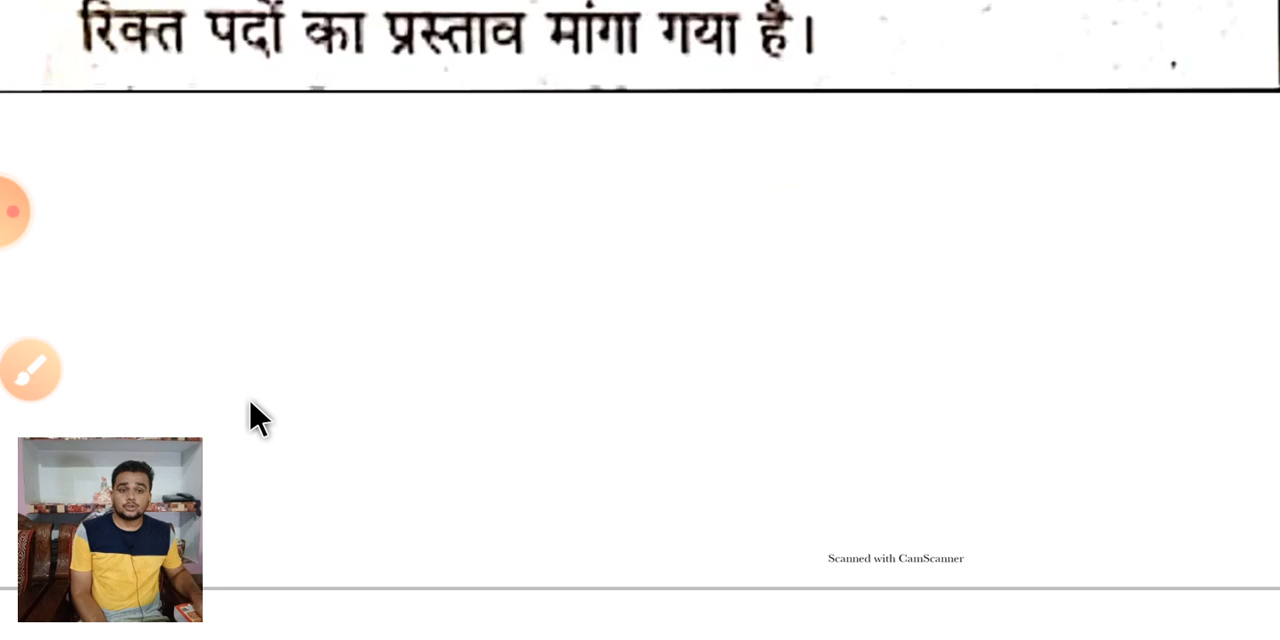 रिक्त पदों का प्रस्ताव मांगा गया है।
Scanned with CamScanner